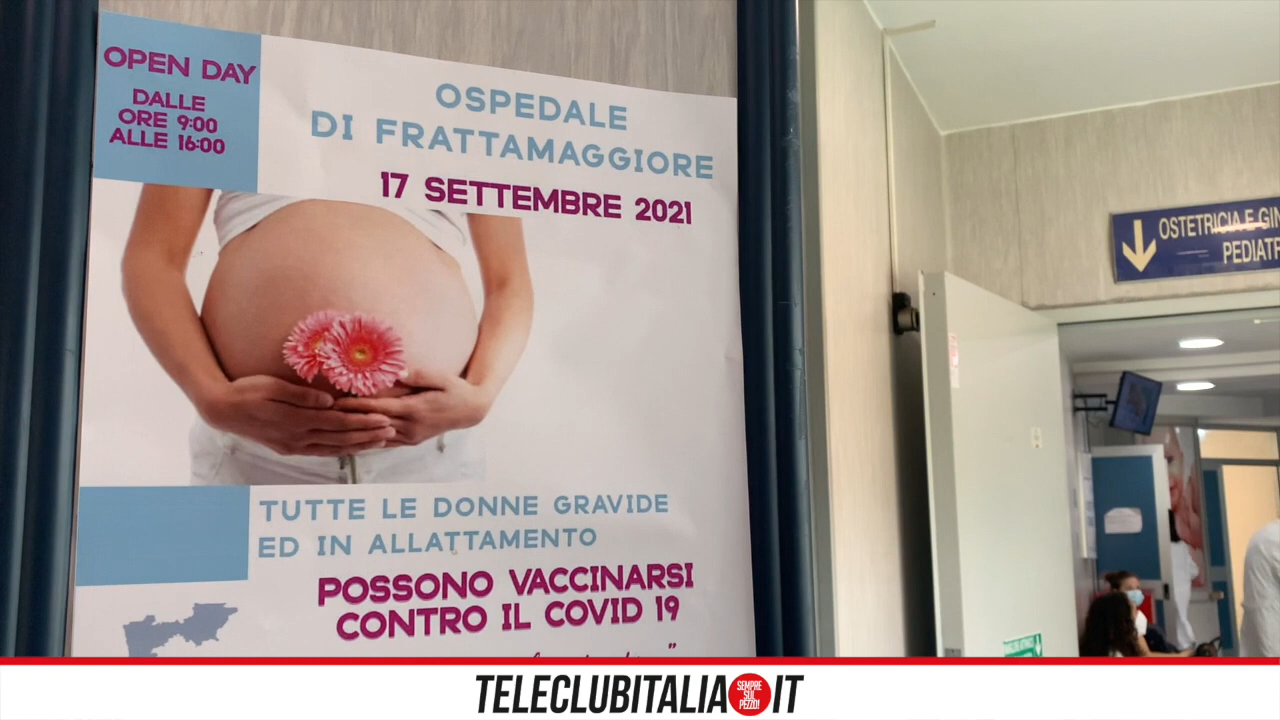 OPEN DAY
DALLE
ORE 9:00
ALLE 16:00
OSPEDALE
DI FRATTAMAGGIORE
17 SETTEMBRE 2021
TUTTE LE DONNE GRAVIDE
ED IN ALLATTAMENTO
POSSONO VACCINARSI
CONTRO IL COVID 19
OSTETRICIA E GIN
PEDIATR
TELECLUBITALIA IT
SEMPRE
SUL
PEZZO!